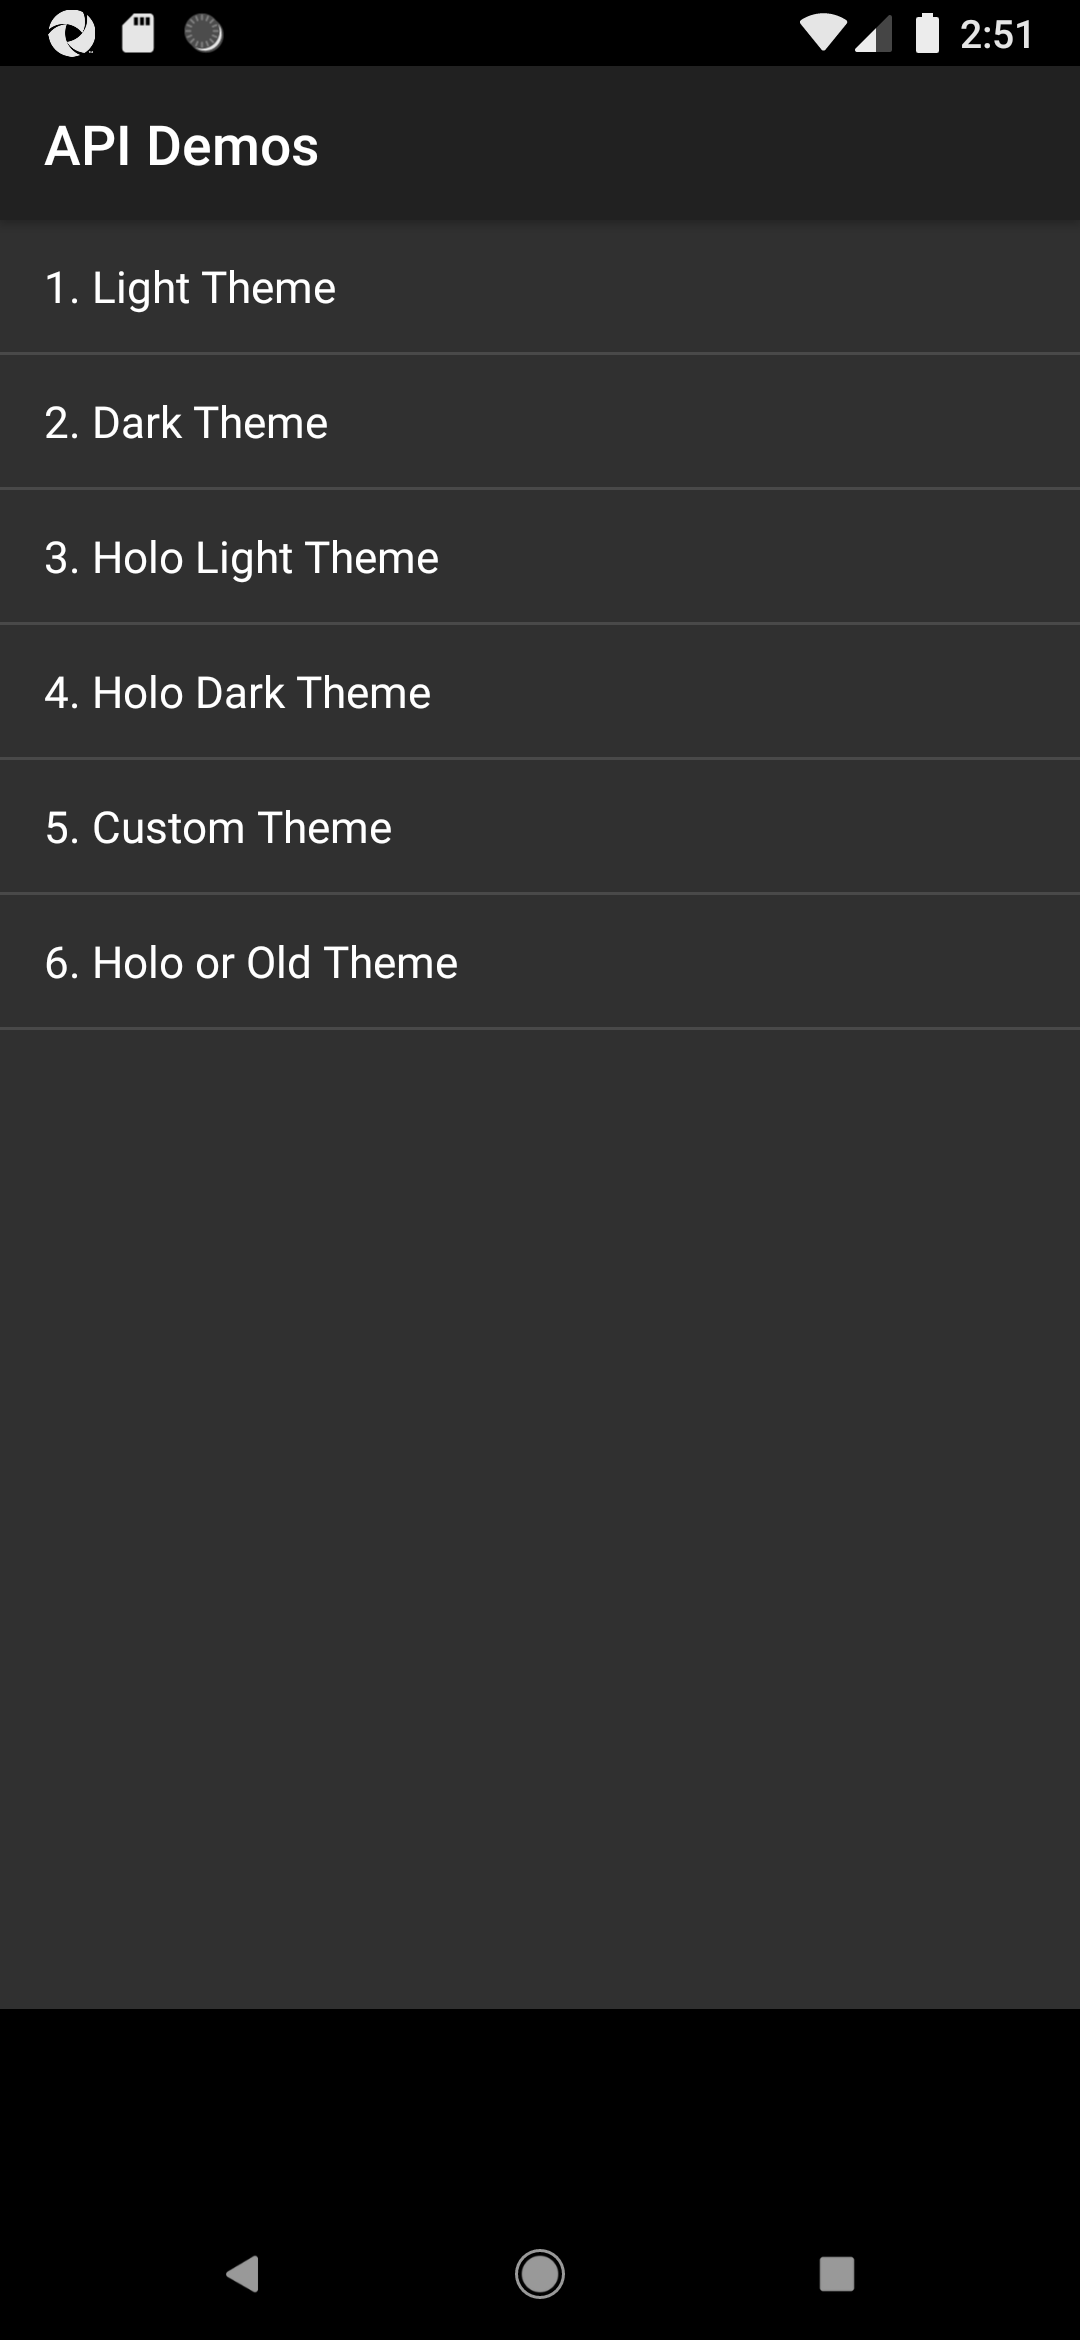 2:51
API Demos
1. Light Theme
2. Dark Theme
3. Holo Light Theme
4. Holo Dark Theme
5. Custom Theme
6. Holo or Old Theme